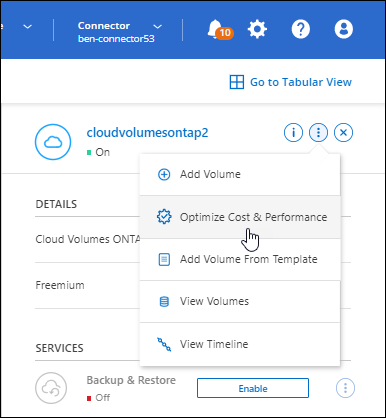 Connector
ben-connector53
10
Go to Tabular View
cloudvolumesontap2
On
Add Volume
DETAILS
Optimize Cost & Performance
Cloud Volumes ONTA
Add Volume From Template
Freemium
View Volumes
View Timeline
SERVICES
Backup & Restore
Off
Enable